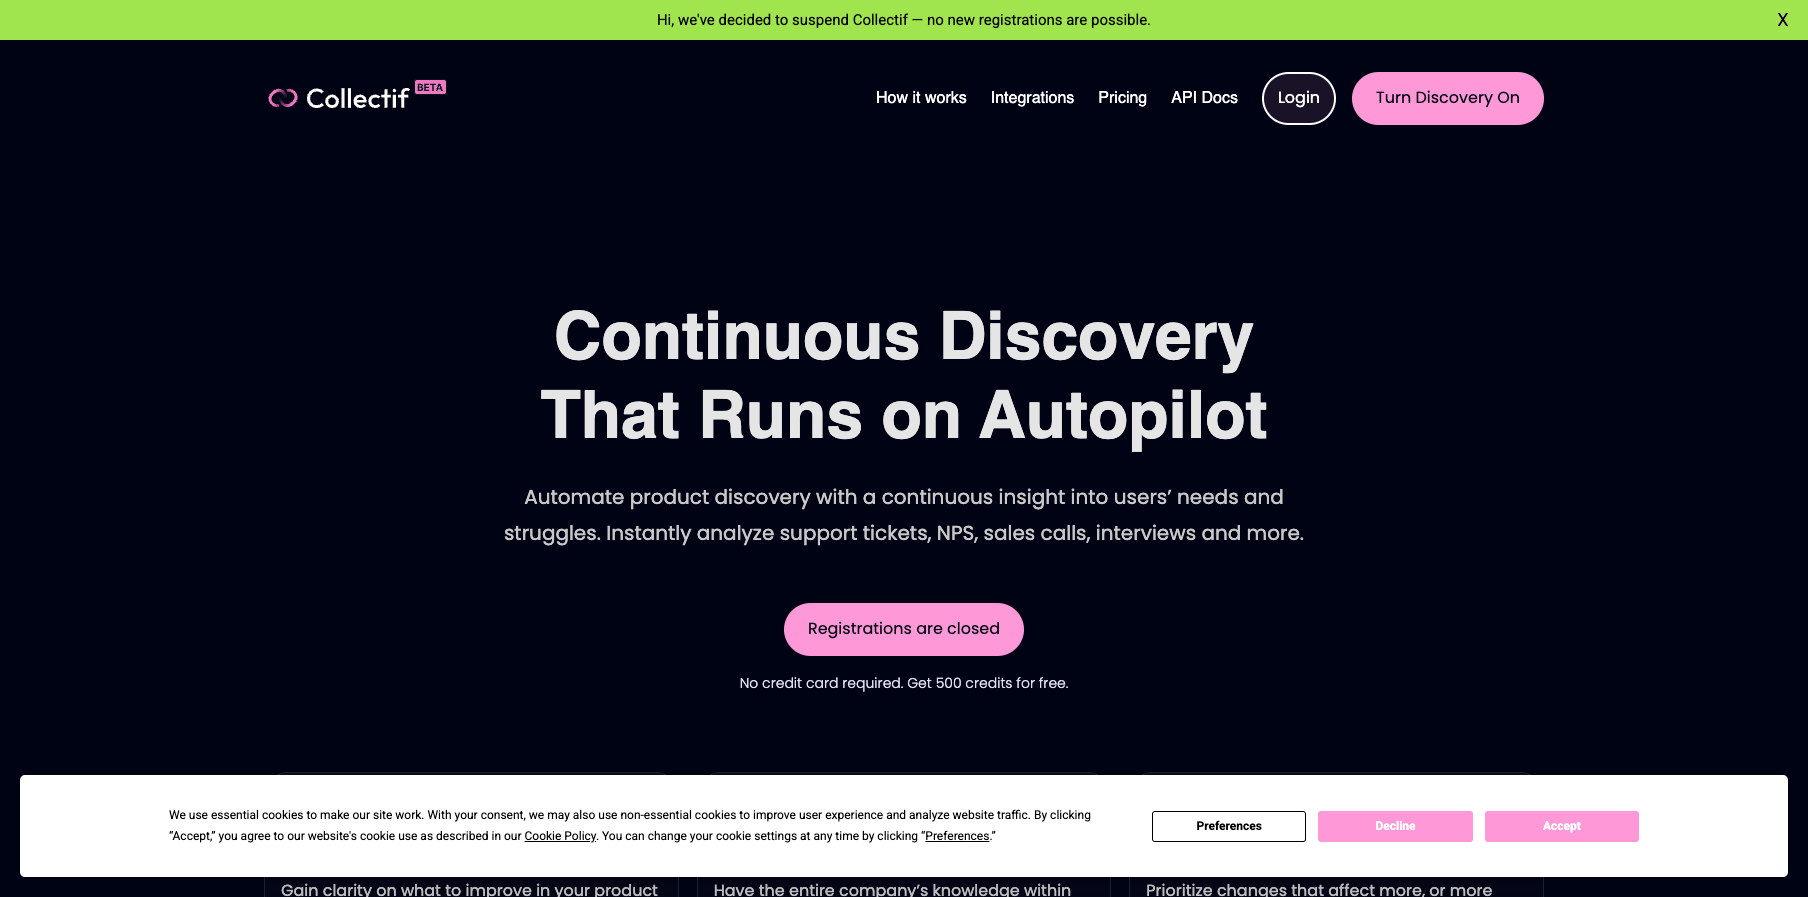 Hi, we've decided to suspend Collectif — no new registrations are possible.
X
Collectif BETA
How it works
Integrations
Pricing
API Docs
Login
Turn Discovery On
Continuous Discovery
That Runs on Autopilot
Automate product discovery with a continuous insight into users’ needs and
struggles. Instantly analyze support tickets, NPS, sales calls, interviews and more.
Registrations are closed
No credit card required. Get 500 credits for free.
We use essential cookies to make our site work. With your consent, we may also use non-essential cookies to improve user experience and analyze website traffic. By clicking
“Accept,” you agree to our website's cookie use as described in our Cookie Policy. You can change your cookie settings at any time by clicking “Preferences.”
Preferences
Decline
Accept
Gain clarity on what to improve in your product
Have the entire company’s knowledge within
Prioritize changes that affect more, or more